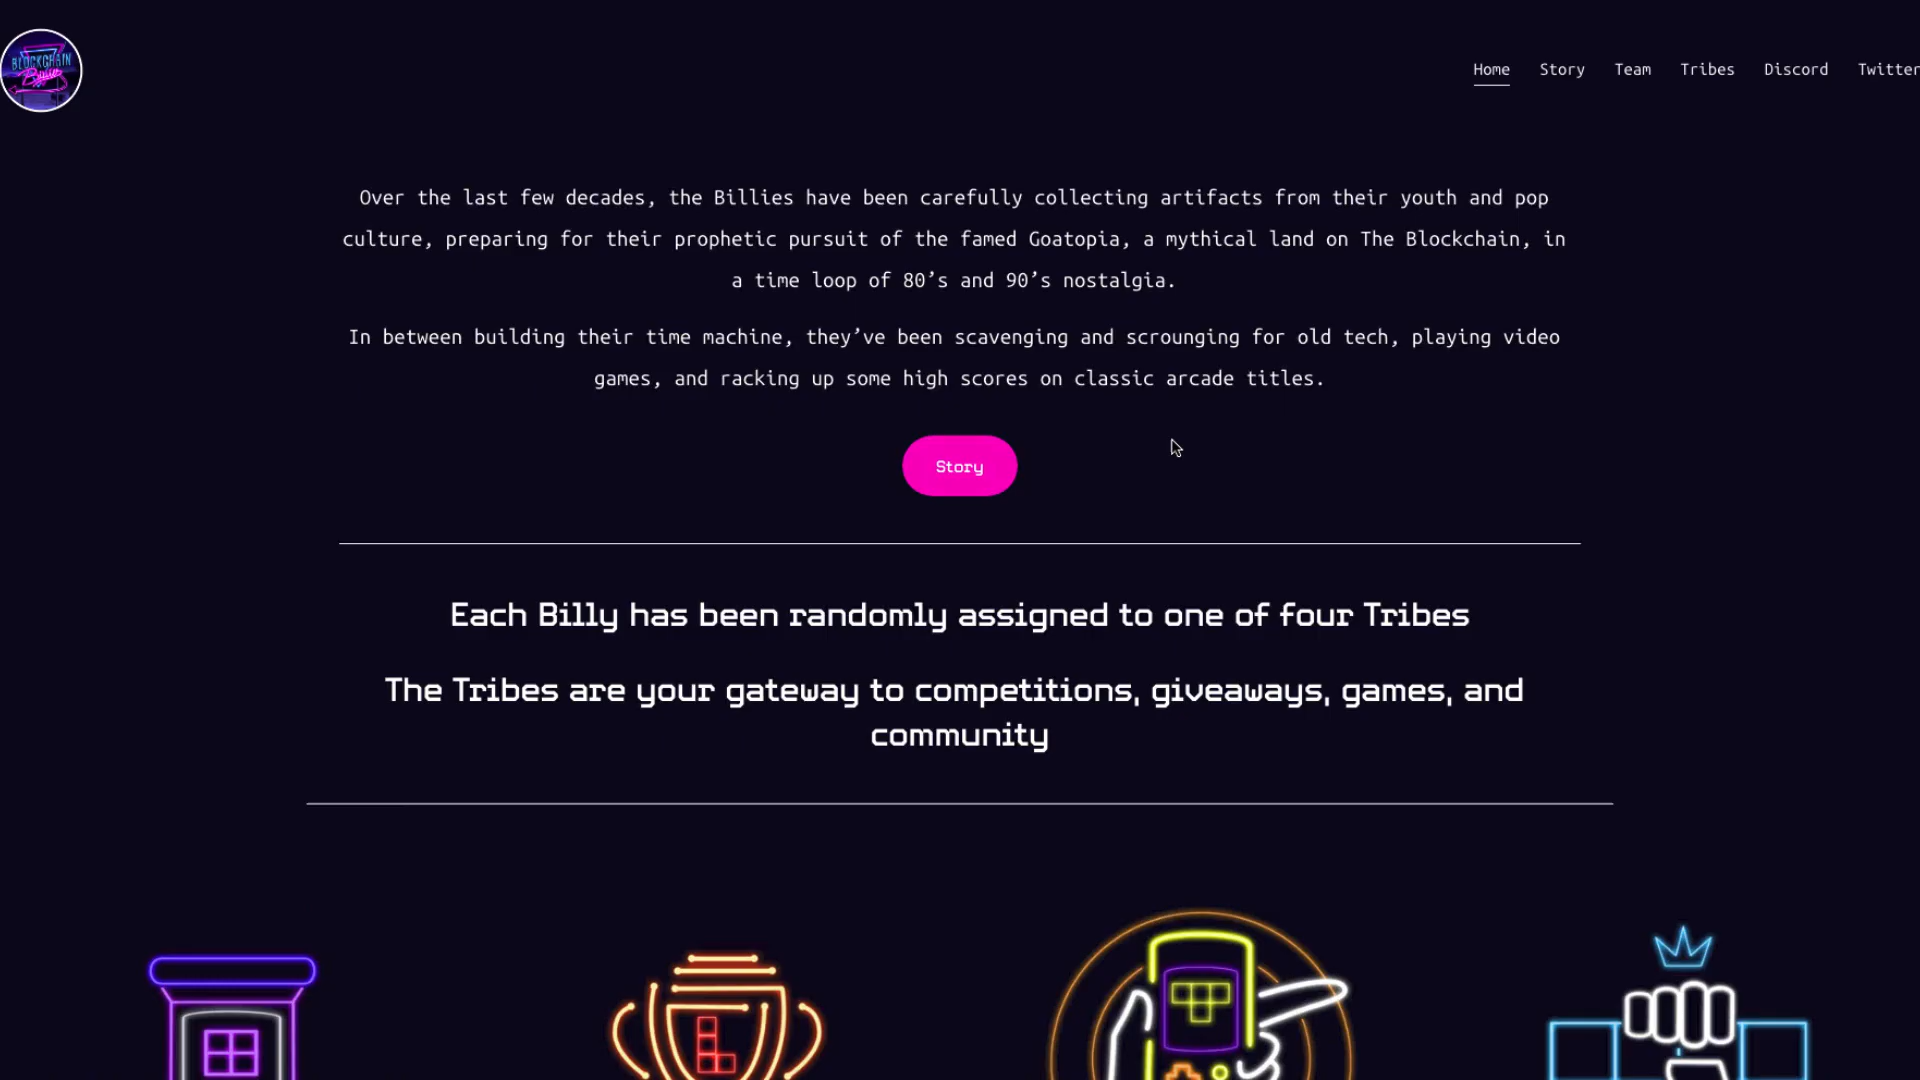 BLOCKCHAIN
Billies
Home Story Team Tribes Discord Twitter
Over the last few decades, the Billies have been carefully collecting artifacts from their youth and pop
culture, preparing for their prophetic pursuit of the famed Goatopia, a mythical land on The Blockchain, in
a time loop of 80’s and 90’s nostalgia.
In between building their time machine, they’ve been scavenging and scrounging for old tech, playing video
games, and racking up some high scores on classic arcade titles.
Story
Each Billy has been randomly assigned to one of four Tribes
The Tribes are your gateway to competitions, giveaways, games, and
community